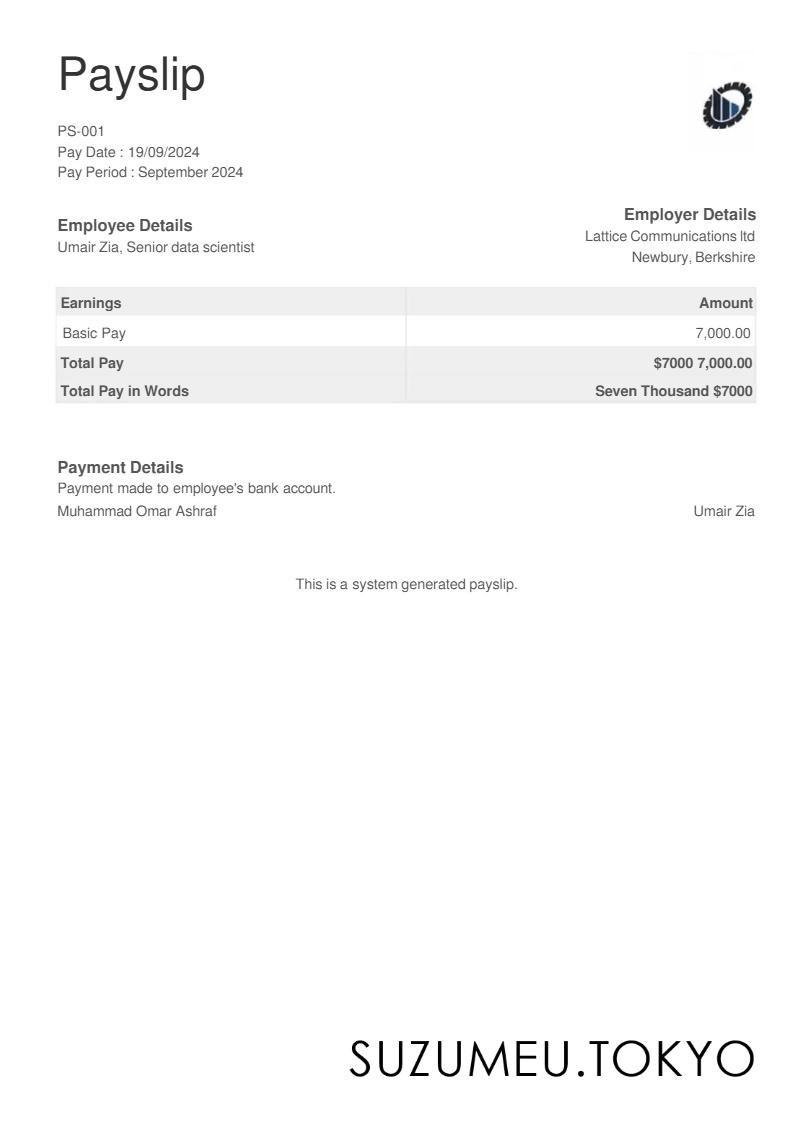 Payslip
PS-001
Pay Date : 19/09/2024
Pay Period : September 2024
Employee Details
Umair Zia, Senior data scientist
Employer Details
Lattice Communications ltd
Newbury, Berkshire
Earnings Amount
Basic Pay 7,000.00
Total Pay $7000 7,000.00
Total Pay in Words Seven Thousand $7000
Payment Details
Payment made to employee's bank account.
Muhammad Omar Ashraf Umair Zia
This is a system generated payslip.
SUZUMEU.TOKYO